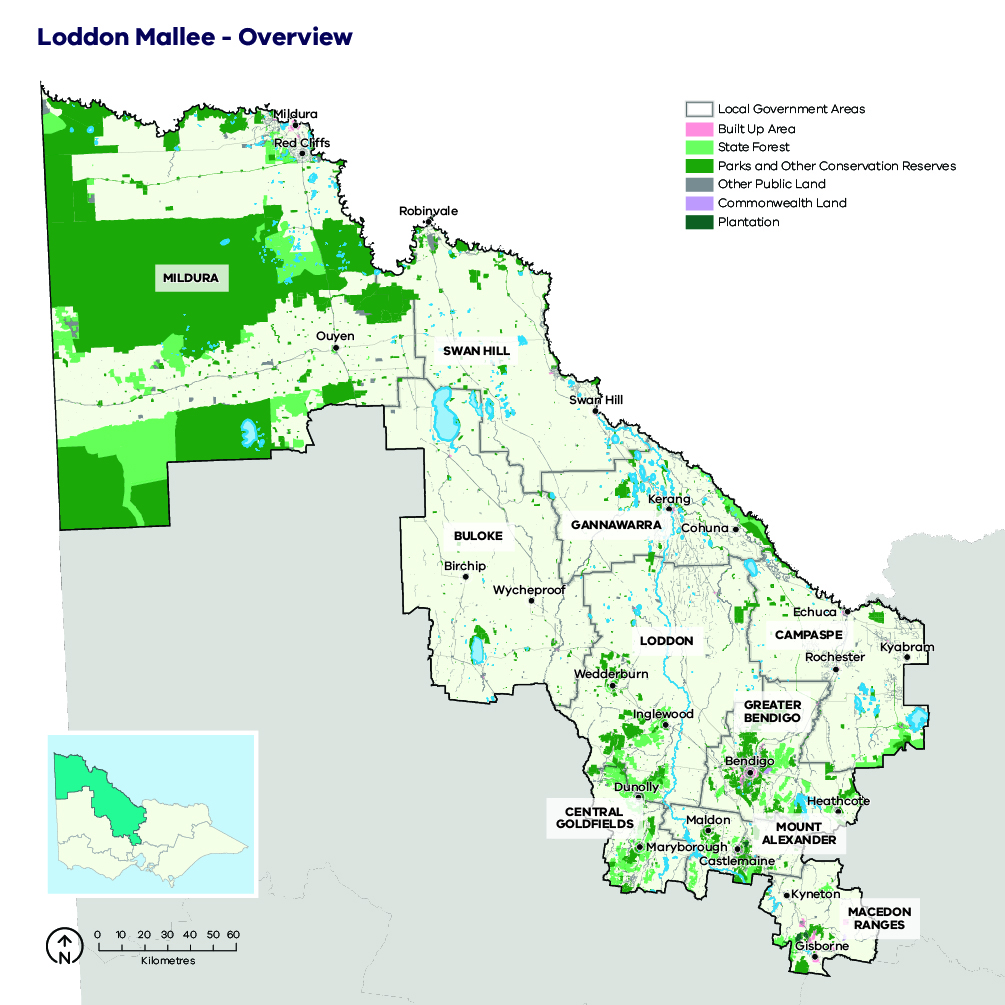 Loddon Mallee - Overview
Local Government Areas
Built Up Area
State Forest
Parks and Other Conservation Reserves
Other Public Land
Commonwealth Land
Plantation
Mildura
Red Cliffs
Robinvale
MILDURA
Ouyen
SWAN HILL
Swan Hill
Kerang
GANNAWARRA
Cohuna
BULOKE
Birchip
Wycheproof
Echuca
LODDON
CAMPASPE
Kyabram
Rochester
Wedderburn
GREATER
BENDIGO
Inglewood
Bendigo
Dunolly
Heathcote
CENTRAL
GOLDFIELDS
Maldon
MOUNT
ALEXANDER
Maryborough
Castlemaine
Kyneton
MACEDON
RANGES
Gisborne
N
0 10 20 30 40 50 60
Kilometres